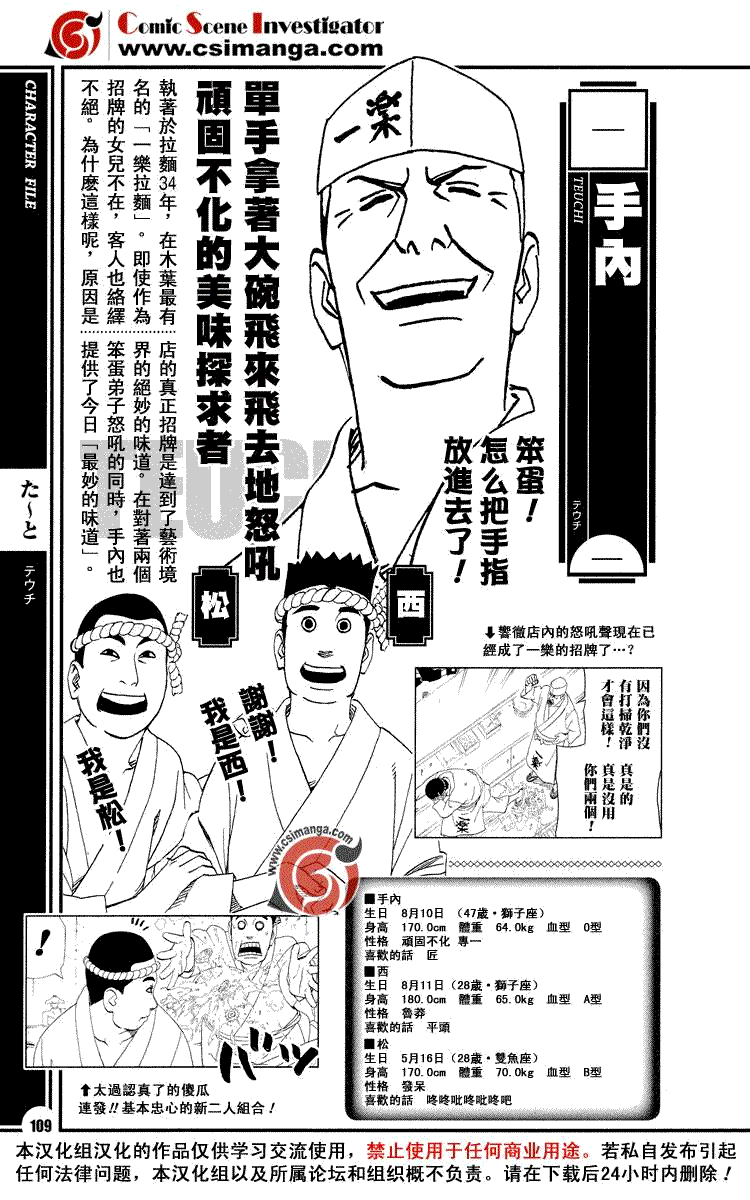 Comic Scene Investigator
www.csimanga.com
CHARACTER FILE
一
手內
TEUCHI
テウチ
一
一楽
單手拿著大碗飛來飛去地怒吼
頑固不化的美味探求者
執著於拉麵34年，在木葉最有
名的「一樂拉麵」。即使作為
招牌的女兒不在，客人也絡繹
不絕。為什麼這樣呢，原因是
店的真正招牌是達到了藝術境
界的絕妙的味道。在對著兩個
笨蛋弟子怒吼的同時，手內也
提供了今日「最妙的味道」。
TEUCHI
笨蛋！
怎么把手指
放進去了！
西
松
謝謝！
我是西！
我是松！
⬇響徹店內的怒吼聲現在已
經成了一樂的招牌了…？
因為你們沒
有打掃乾淨
才會這樣！
真是的
真是沒用
你們兩個！
一楽
楽
www.csimanga.com
■手內
生日 8月10日 （47歲・獅子座）
身高 170.0cm 體重 64.0kg 血型 O型
性格 頑固不化 專一
喜歡的話 匠
■西
生日 8月11日（28歲・獅子座）
身高 180.0cm 體重 65.0kg 血型 A型
性格 魯莽
喜歡的話 平頭
■松
生日 5月16日（28歲・雙魚座）
身高 170.0cm 體重 70.0kg 血型 B型
性格 發呆
喜歡的話 咚咚吡咚吡咚吧
！
バッ
⬆太過認真了的傻瓜
連發!!基本忠心的新二人組合！
た〜と
テウチ
109
本汉化组汉化的作品仅供学习交流使用，禁止使用于任何商业用途。若私自发布引起
任何法律问题，本汉化组以及所属论坛和组织概不负责。请在下载后24小时内删除！